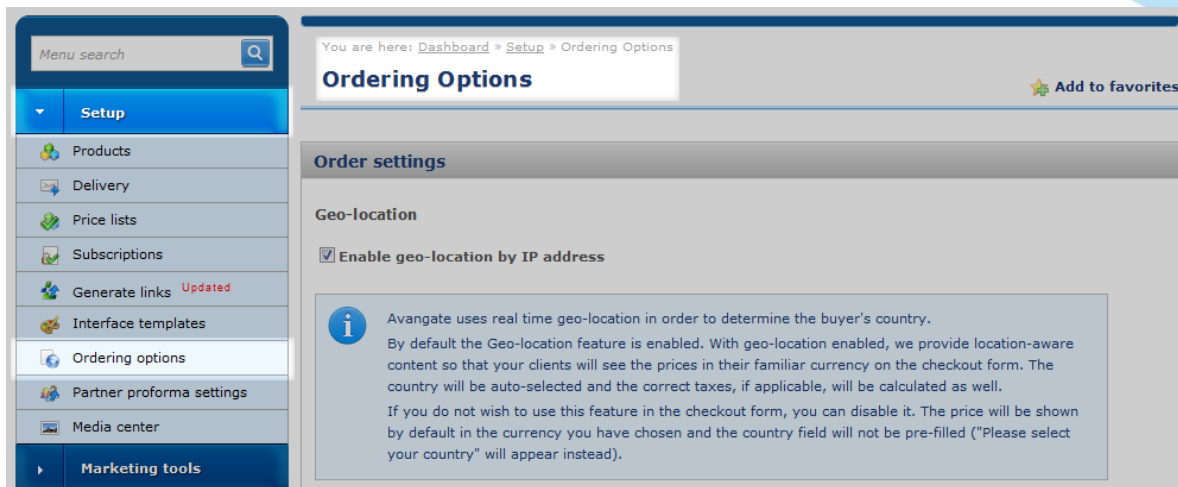 Menu search
Setup
Products
Delivery
Price lists
Subscriptions
Generate links Updated
Interface templates
Ordering options
Partner proforma settings
Media center
Marketing tools
You are here: Dashboard » Setup » Ordering Options
Ordering Options
Add to favorites
Order settings
Geo-location
Enable geo-location by IP address
Avangate uses real time geo-location in order to determine the buyer's country.
By default the Geo-location feature is enabled. With geo-location enabled, we provide location-aware
content so that your clients will see the prices in their familiar currency on the checkout form. The
country will be auto-selected and the correct taxes, if applicable, will be calculated as well.
If you do not wish to use this feature in the checkout form, you can disable it. The price will be shown
by default in the currency you have chosen and the country field will not be pre-filled ("Please select
your country" will appear instead).